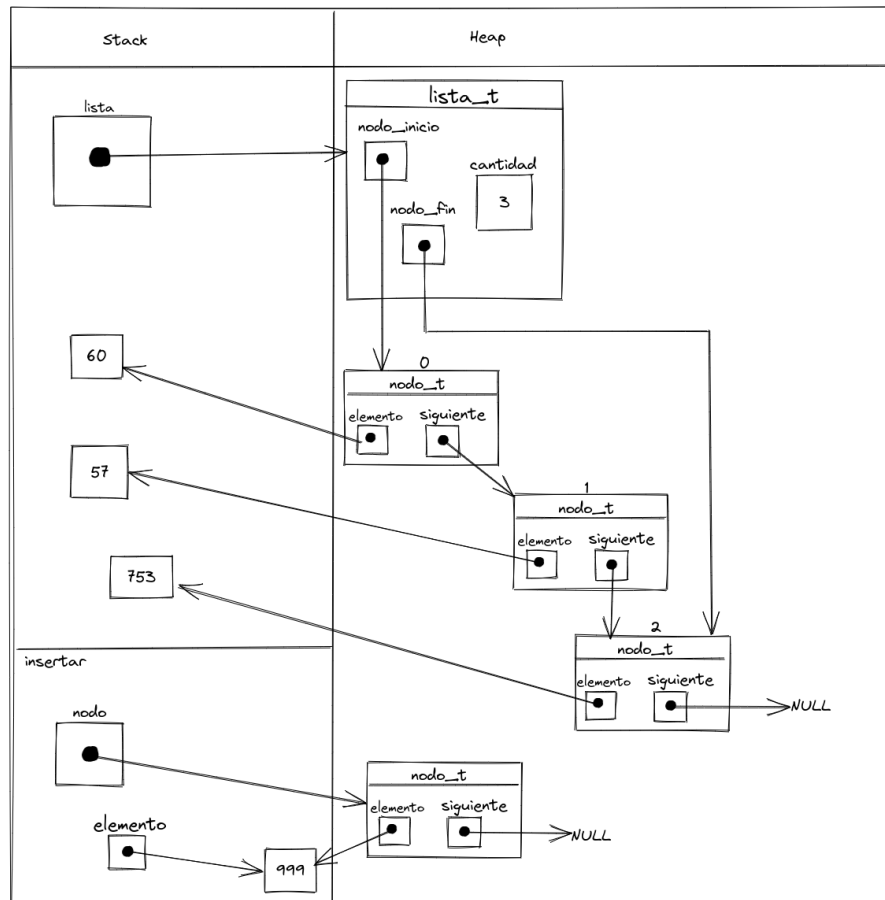 Stack
Heap
lista
lista_t
nodo_inicio
cantidad
3
nodo_fin
60
0
nodo_t
elemento siguiente
57
1
nodo_t
elemento siguiente
753
2
nodo_t
elemento siguiente
NULL
insertar
nodo
nodo_t
elemento siguiente
NULL
elemento
999